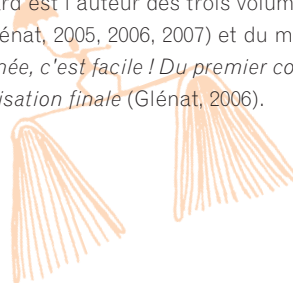 ard est l'auteur des trois volum
énat, 2005, 2006, 2007) et du m
née, c'est facile ! Du premier co
isation finale (Glénat, 2006).